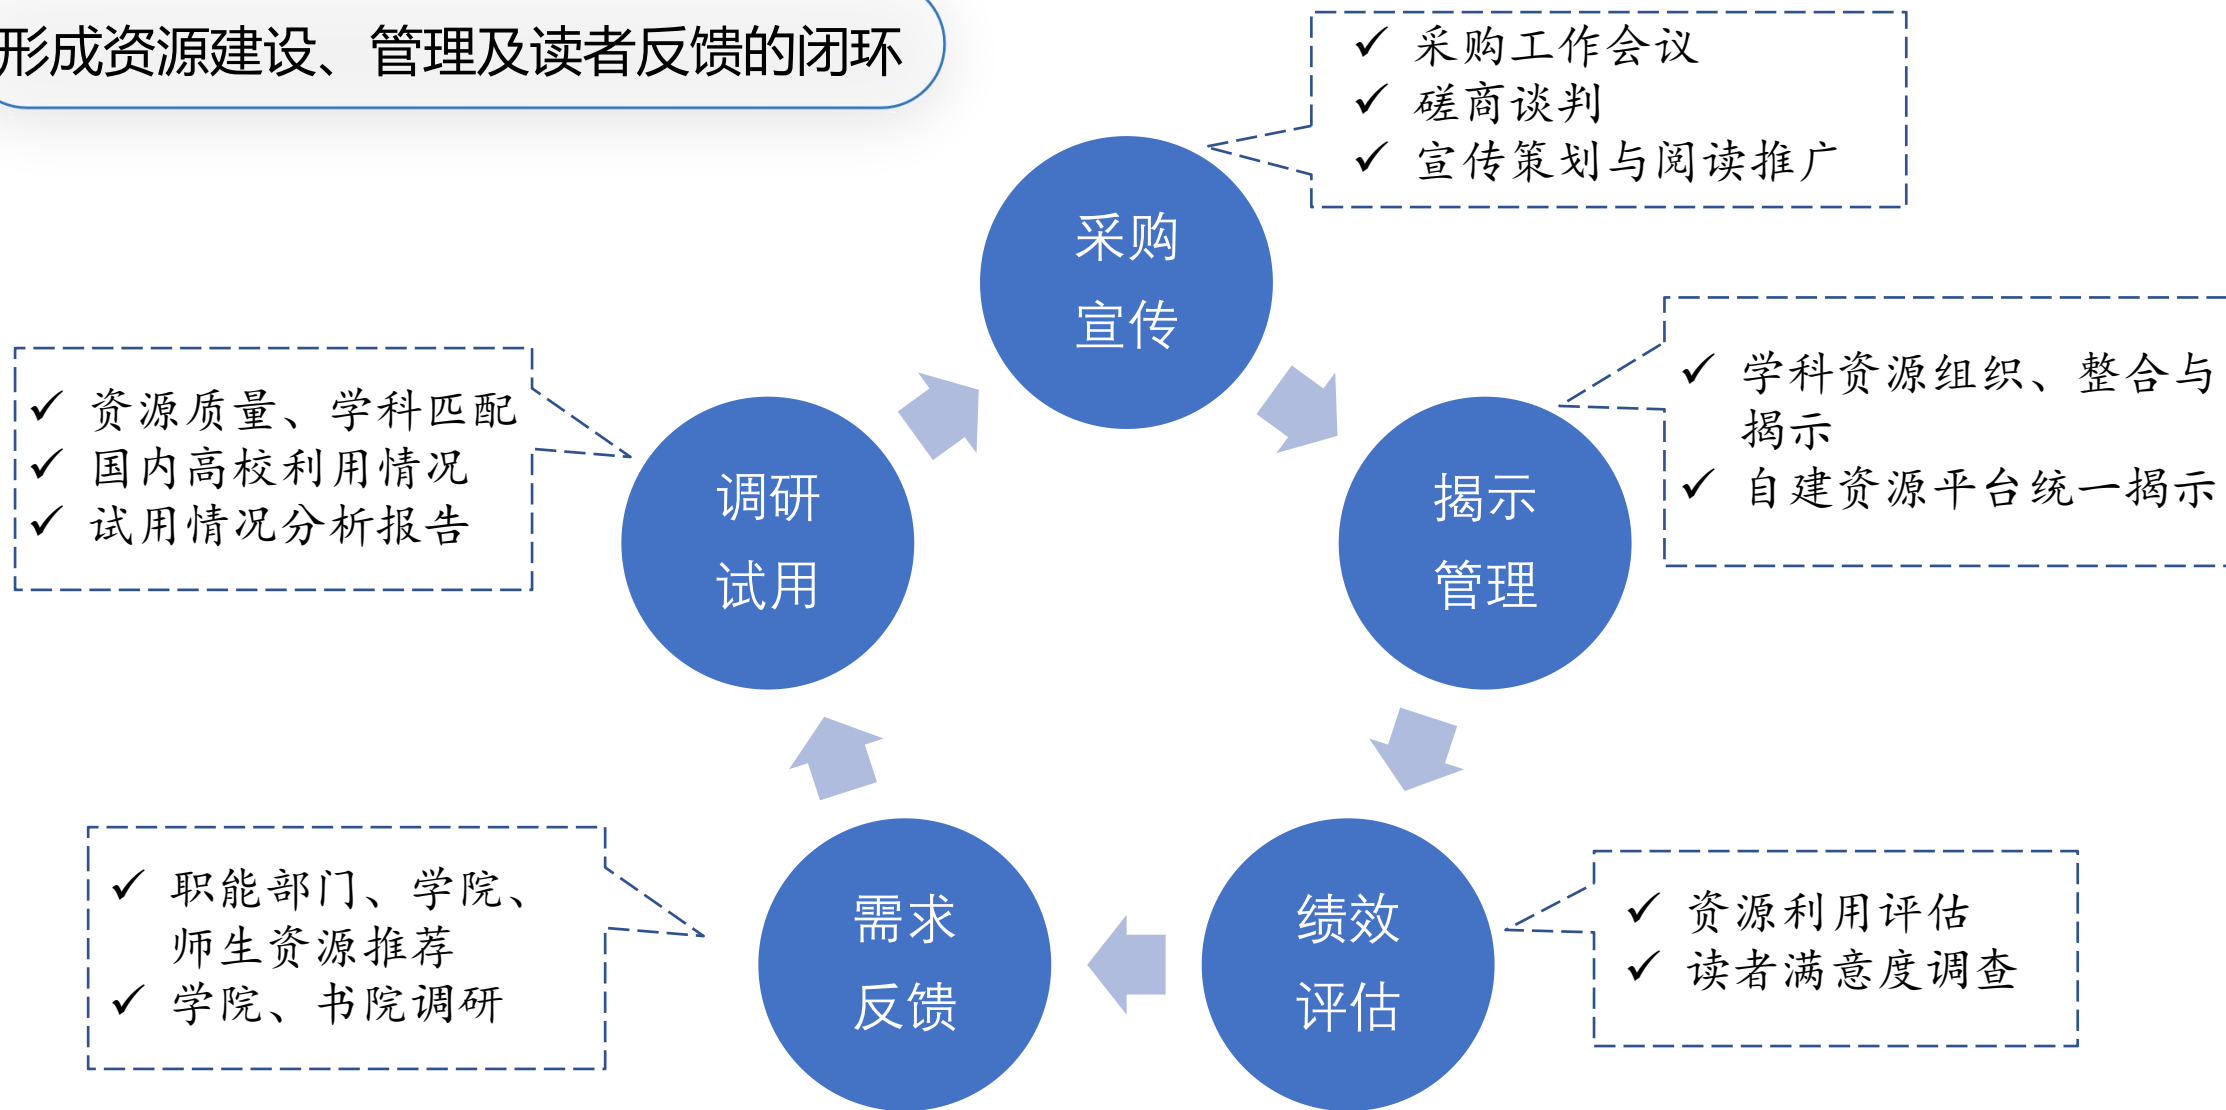 形成资源建设、管理及读者反馈的闭环
✓ 采购工作会议
✓ 磋商谈判
✓ 宣传策划与阅读推广
采购
宣传
✓ 学科资源组织、整合与
揭示
✓ 自建资源平台统一揭示
揭示
管理
✓ 资源质量、学科匹配
✓ 国内高校利用情况
✓ 试用情况分析报告
调研
试用
✓ 职能部门、学院、
师生资源推荐
✓ 学院、书院调研
需求
反馈
绩效
评估
✓ 资源利用评估
✓ 读者满意度调查